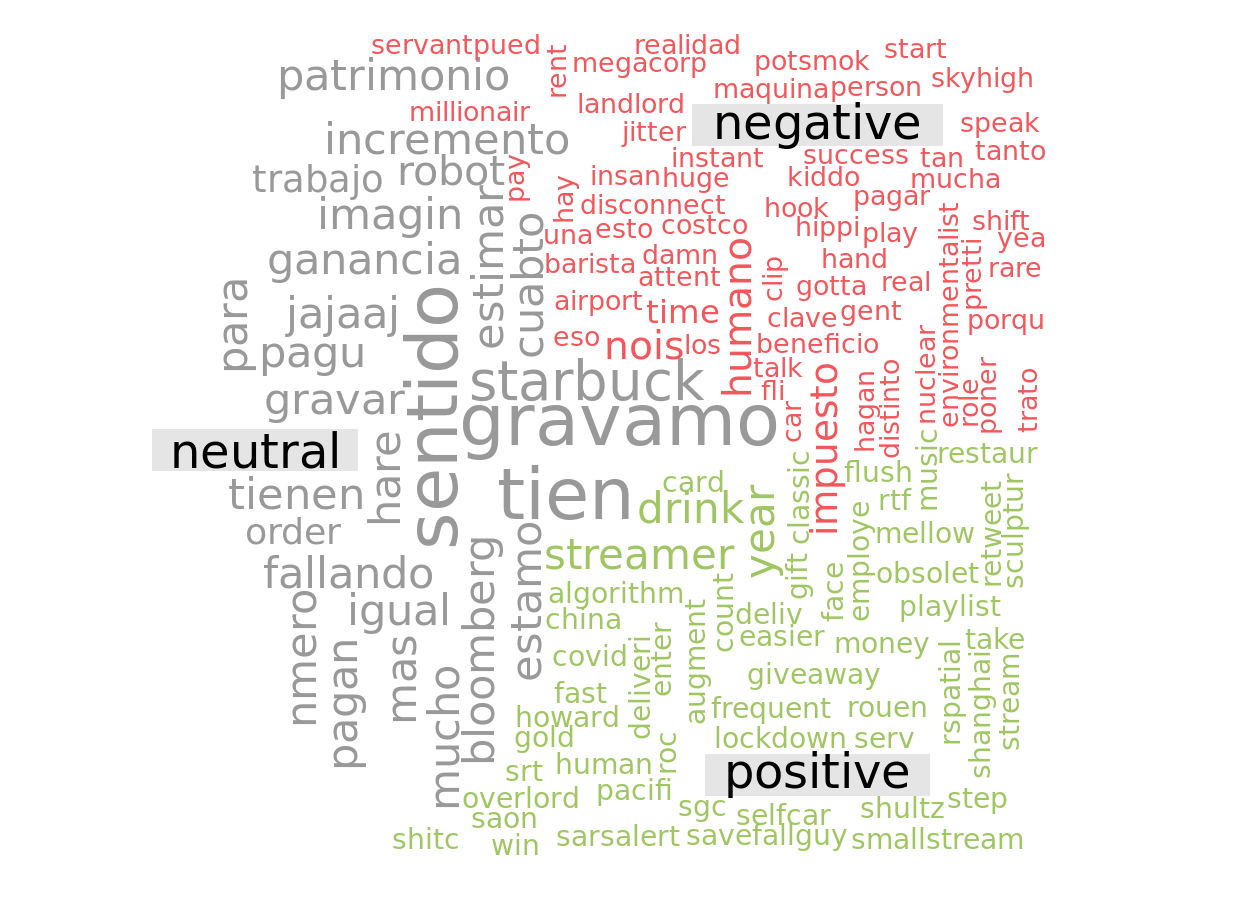 servantpued
realidad
start
rent
megacorp
potsmok
patrimonio
skyhigh
maquina
person
landlord
millionair
negative
speak
jitter
incremento
instant
success
tan
tanto
trabajo
robot
pay
insan
huge
kiddo
mucha
hay
disconnect
pagar
imagin
estimar
cuabto
hook
una
esto
costco
hippi
play
environmentalist
shift
yea
ganancia
barista
damn
attent
humano
clip
hand
pretti
rare
gotta
real
para
jajaaj
sentido
airport
time
clave
gent
porqu
eso
nois
los
beneficio
pagu
starbuck
talk
fli
nuclear
impuesto
hagan
distinto
role
poner
trato
gravar
gravamo
car
neutral
hare
music
restaur
flush
classic
tienen
tien
card
drink
year
rtf
retweet
sculptur
order
mellow
employe
streamer
estamo
bloomberg
gift
fallando
obsolet
algorithm
count
face
igual
china
augment
deliv
playlist
nmero
easier
money
take
pagan
mas
covid
deliveri
enter
giveaway
rspatial
shanghai
stream
mucho
fast
howard
frequent
rouen
gold
roc
lockdown
serv
srt
human
positive
overlord
pacifi
sgc
selfcar
shultz
step
saon
shitc
win
sarsalert
savefallguy
smallstream